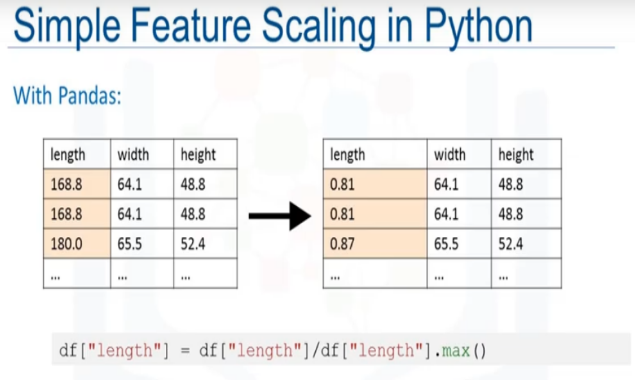 Simple Feature Scaling in Python
With Pandas:
length width height
168.8 64.1 48.8
168.8 64.1 48.8
180.0 65.5 52.4
... ... ...
length width height
0.81 64.1 48.8
0.81 64.1 48.8
0.87 65.5 52.4
... ... ...
df["length"] = df["length"]/df["length"].max()